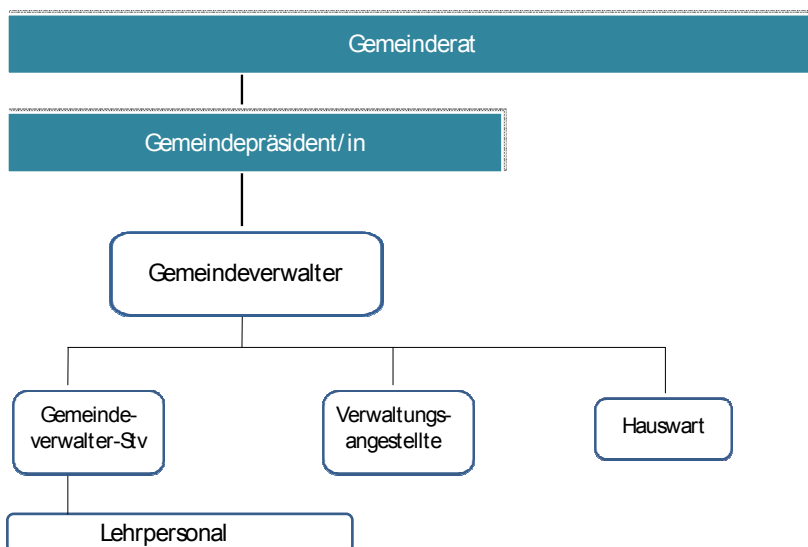 Gemeinderat
Gemeindepräsident/in
Gemeindeverwalter
Gemeinde-
verwalter-Stv
Verwaltungs-
angestellte
Hauswart
Lehrpersonal